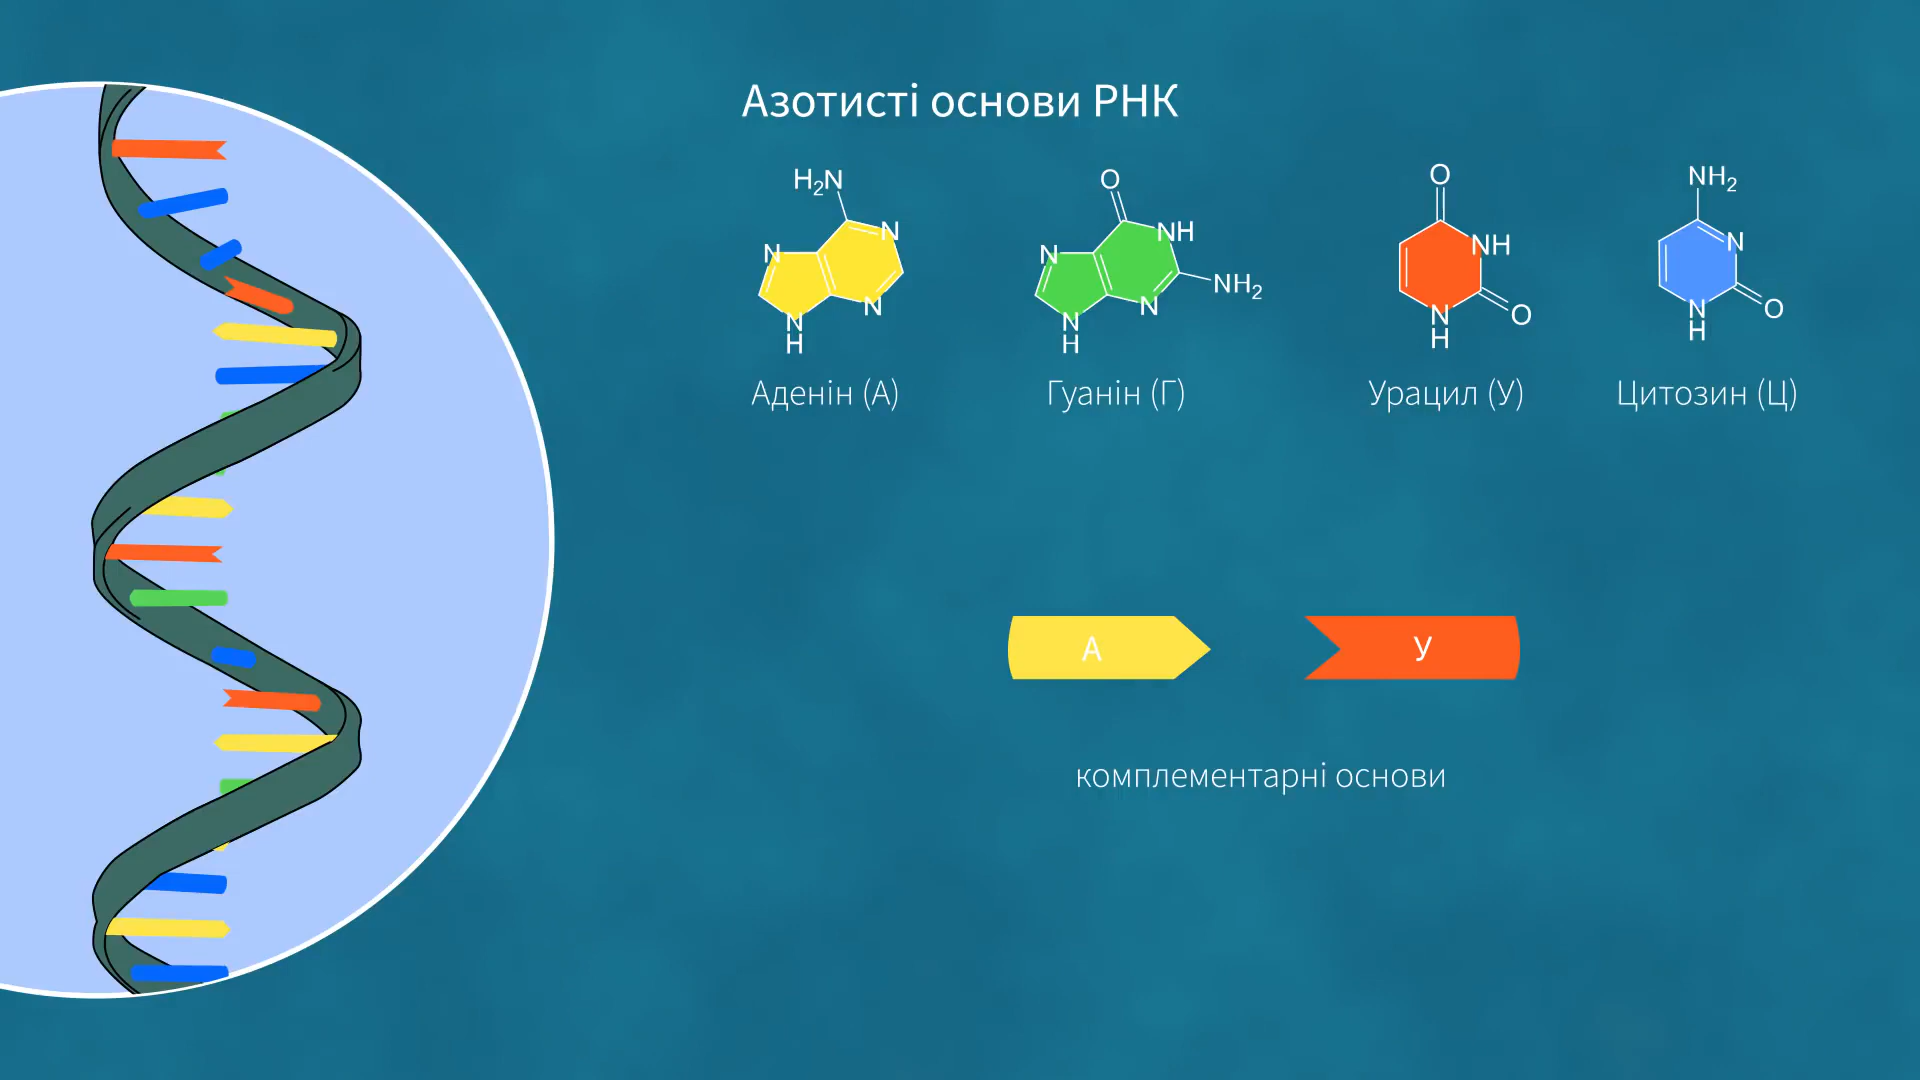 Азотисті основи РНК
H₂N N N N N H
O N NH NH₂ N N H
O NH O N H
NH₂ N O N H
Аденін (А) Гуанін (Г) Урацил (У) Цитозин (Ц)
А У
комплементарні основи